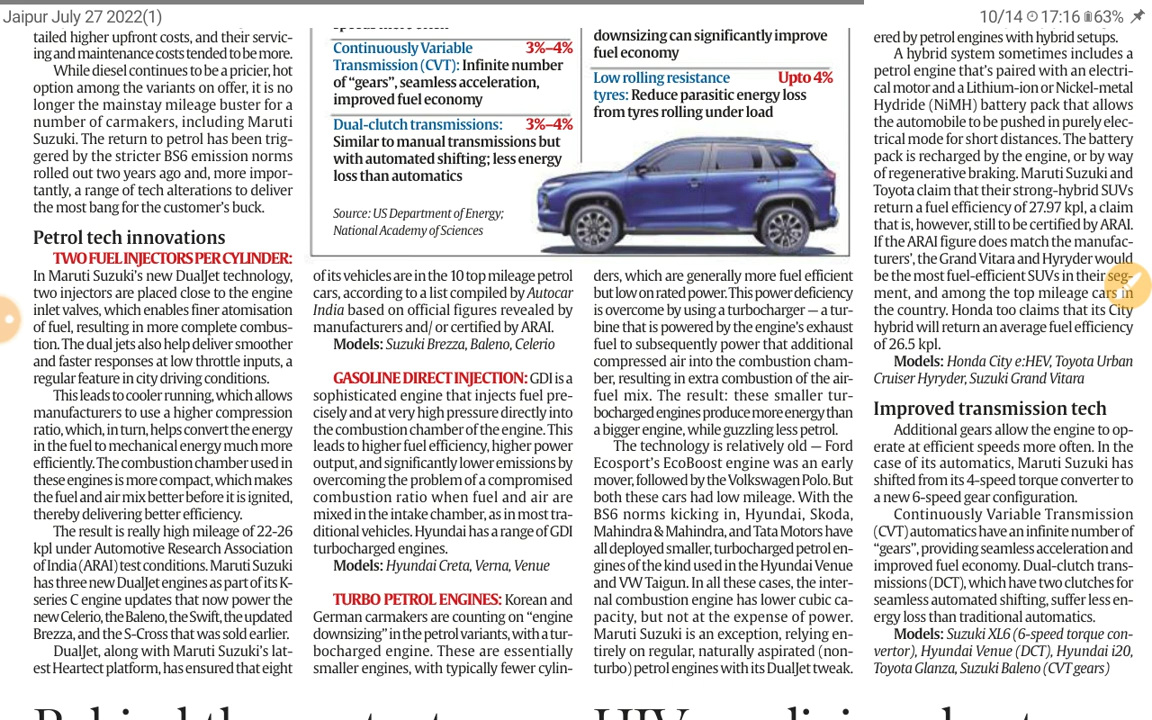 Jaipur July 27 2022(1)
10/14 17:16 63%
tailed higher upfront costs, and their servic-
ing and maintenance costs tended to be more.
While diesel continues to be a pricier, hot
option among the variants on offer, it is no
longer the mainstay mileage buster for a
number of carmakers, including Maruti
Suzuki. The return to petrol has been trig-
gered by the stricter BS6 emission norms
rolled out two years ago and, more impor-
tantly, a range of tech alterations to deliver
the most bang for the customer's buck.
Petrol tech innovations
TWO FUEL INJECTORS PER CYLINDER:
In Maruti Suzuki's new DualJet technology,
two injectors are placed close to the engine
inlet valves, which enables finer atomisation
of fuel, resulting in more complete combus-
tion. The dual jets also help deliver smoother
and faster responses at low throttle inputs, a
regular feature in city driving conditions.
This leads to cooler running, which allows
manufacturers to use a higher compression
ratio, which, in turn, helps convert the energy
in the fuel to mechanical energy much more
efficiently. The combustion chamber used in
these engines is more compact, which makes
the fuel and air mix better before it is ignited,
thereby delivering better efficiency.
The result is really high mileage of 22-26
kpl under Automotive Research Association
of India (ARAI) test conditions. Maruti Suzuki
has three new DualJet engines as part of its K-
series C engine updates that now power the
new Celerio, the Baleno, the Swift, the updated
Brezza, and the S-Cross that was sold earlier.
DualJet, along with Maruti Suzuki's lat-
est Heartect platform, has ensured that eight
Continuously Variable 3%–4%
Transmission (CVT): Infinite number
of “gears”, seamless acceleration,
improved fuel economy
Dual-clutch transmissions: 3%–4%
Similar to manual transmissions but
with automated shifting; less energy
loss than automatics
Source: US Department of Energy;
National Academy of Sciences
downsizing can significantly improve
fuel economy
Low rolling resistance Upto 4%
tyres: Reduce parasitic energy loss
from tyres rolling under load
of its vehicles are in the 10 top mileage petrol
cars, according to a list compiled by Autocar
India based on official figures revealed by
manufacturers and/ or certified by ARAI.
Models: Suzuki Brezza, Baleno, Celerio
GASOLINE DIRECT INJECTION: GDI is a
sophisticated engine that injects fuel pre-
cisely and at very high pressure directly into
the combustion chamber of the engine. This
leads to higher fuel efficiency, higher power
output, and significantly lower emissions by
overcoming the problem of a compromised
combustion ratio when fuel and air are
mixed in the intake chamber, as in most tra-
ditional vehicles. Hyundai has a range of GDI
turbocharged engines.
Models: Hyundai Creta, Verna, Venue
TURBO PETROL ENGINES: Korean and
German carmakers are counting on “engine
downsizing” in the petrol variants, with a tur-
bocharged engine. These are essentially
smaller engines, with typically fewer cylin-
ders, which are generally more fuel efficient
but low on rated power. This power deficiency
is overcome by using a turbocharger — a tur-
bine that is powered by the engine's exhaust
fuel to subsequently power that additional
compressed air into the combustion cham-
ber, resulting in extra combustion of the air-
fuel mix. The result: these smaller tur-
bocharged engines produce more energy than
a bigger engine, while guzzling less petrol.
The technology is relatively old — Ford
Ecosport's EcoBoost engine was an early
mover, followed by the Volkswagen Polo. But
both these cars had low mileage. With the
BS6 norms kicking in, Hyundai, Skoda,
Mahindra & Mahindra, and Tata Motors have
all deployed smaller, turbocharged petrol en-
gines of the kind used in the Hyundai Venue
and VW Taigun. In all these cases, the inter-
nal combustion engine has lower cubic ca-
pacity, but not at the expense of power.
Maruti Suzuki is an exception, relying en-
tirely on regular, naturally aspirated (non-
turbo) petrol engines with its DualJet tweak.
ered by petrol engines with hybrid setups.
A hybrid system sometimes includes a
petrol engine that's paired with an electri-
cal motor and a Lithium-ion or Nickel-metal
Hydride (NiMH) battery pack that allows
the automobile to be pushed in purely elec-
trical mode for short distances. The battery
pack is recharged by the engine, or by way
of regenerative braking. Maruti Suzuki and
Toyota claim that their strong-hybrid SUVs
return a fuel efficiency of 27.97 kpl, a claim
that is, however, still to be certified by ARAI.
If the ARAI figure does match the manufac-
turers', the Grand Vitara and Hyryder would
be the most fuel-efficient SUVs in their seg-
ment, and among the top mileage cars in
the country. Honda too claims that its City
hybrid will return an average fuel efficiency
of 26.5 kpl.
Models: Honda City e:HEV, Toyota Urban
Cruiser Hyryder, Suzuki Grand Vitara
Improved transmission tech
Additional gears allow the engine to op-
erate at efficient speeds more often. In the
case of its automatics, Maruti Suzuki has
shifted from its 4-speed torque converter to
a new 6-speed gear configuration.
Continuously Variable Transmission
(CVT) automatics have an infinite number of
“gears”, providing seamless acceleration and
improved fuel economy. Dual-clutch trans-
missions (DCT), which have two clutches for
seamless automated shifting, suffer less en-
ergy loss than traditional automatics.
Models: Suzuki XL6 (6-speed torque con-
vertor), Hyundai Venue (DCT), Hyundai i20,
Toyota Glanza, Suzuki Baleno (CVT gears)